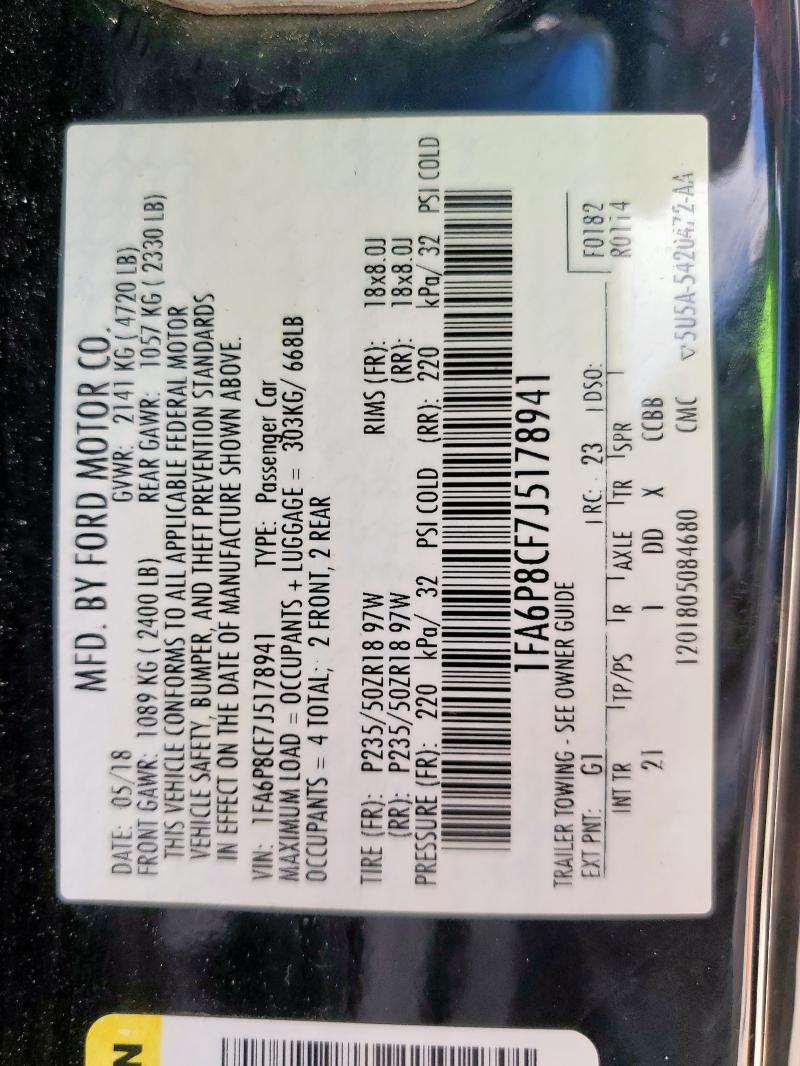 MFD. BY FORD MOTOR CO.
DATE: 05/18 GVWR: 2141 KG ( 4720 LB)
FRONT GAWR: 1089 KG ( 2400 LB) REAR GAWR: 1057 KG ( 2330 LB)
THIS VEHICLE CONFORMS TO ALL APPLICABLE FEDERAL MOTOR
VEHICLE SAFETY, BUMPER, AND THEFT PREVENTION STANDARDS
IN EFFECT ON THE DATE OF MANUFACTURE SHOWN ABOVE.
VIN: 1FA6P8CF7J5178941 TYPE: Passenger Car
MAXIMUM LOAD = OCCUPANTS + LUGGAGE = 303KG/ 668LB
OCCUPANTS = 4 TOTAL, 2 FRONT, 2 REAR
TIRE (FR): P235/50ZR18 97W RIMS (FR): 18x8.0J
(RR): P235/50ZR18 97W (RR): 18x8.0J
PRESSURE (FR): 220 kPa/ 32 PSI COLD (RR): 220 kPa/ 32 PSI COLD
1FA6P8CF7J5178941
TRAILER TOWING - SEE OWNER GUIDE
EXT PNT: G1 RC: 23 DSO: F0182
INT TR TP/PS R AXLE TR SPR R0114
21 I DD X CCBB
1201805084680 CMC ▽5U5A-5420472-AA
N